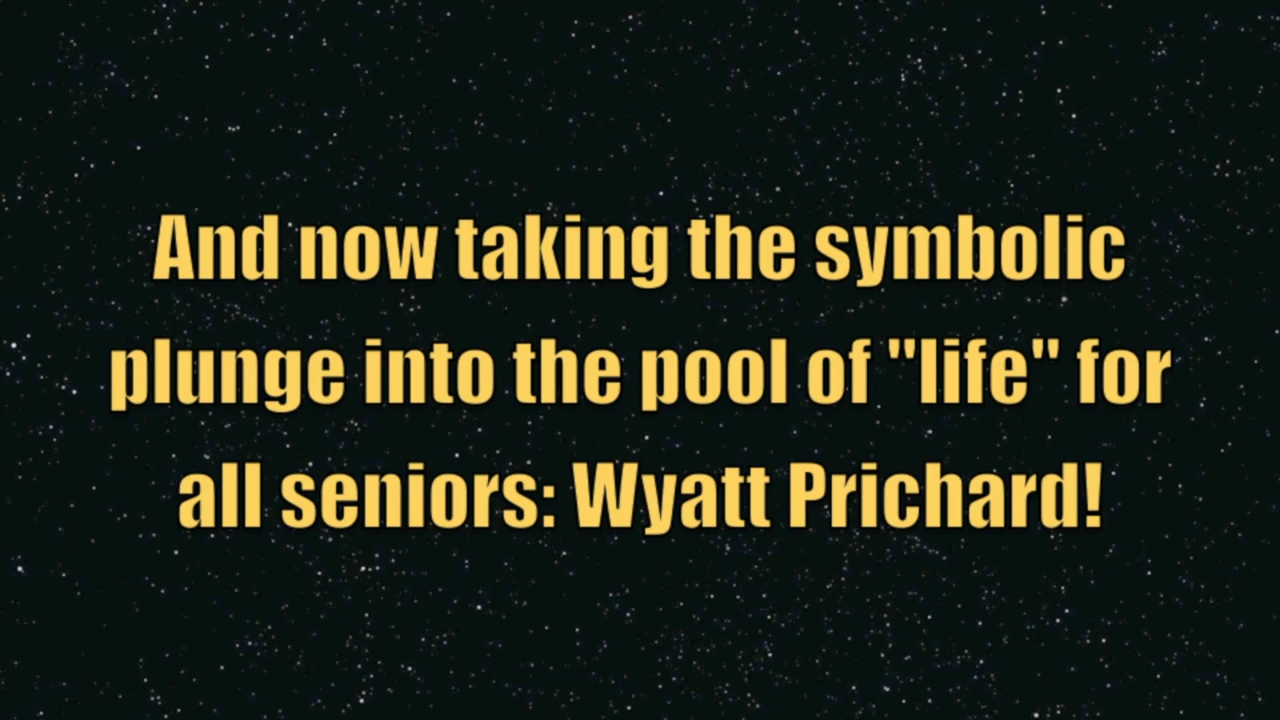 And now taking the symbolic
plunge into the pool of "life" for
all seniors: Wyatt Prichard!